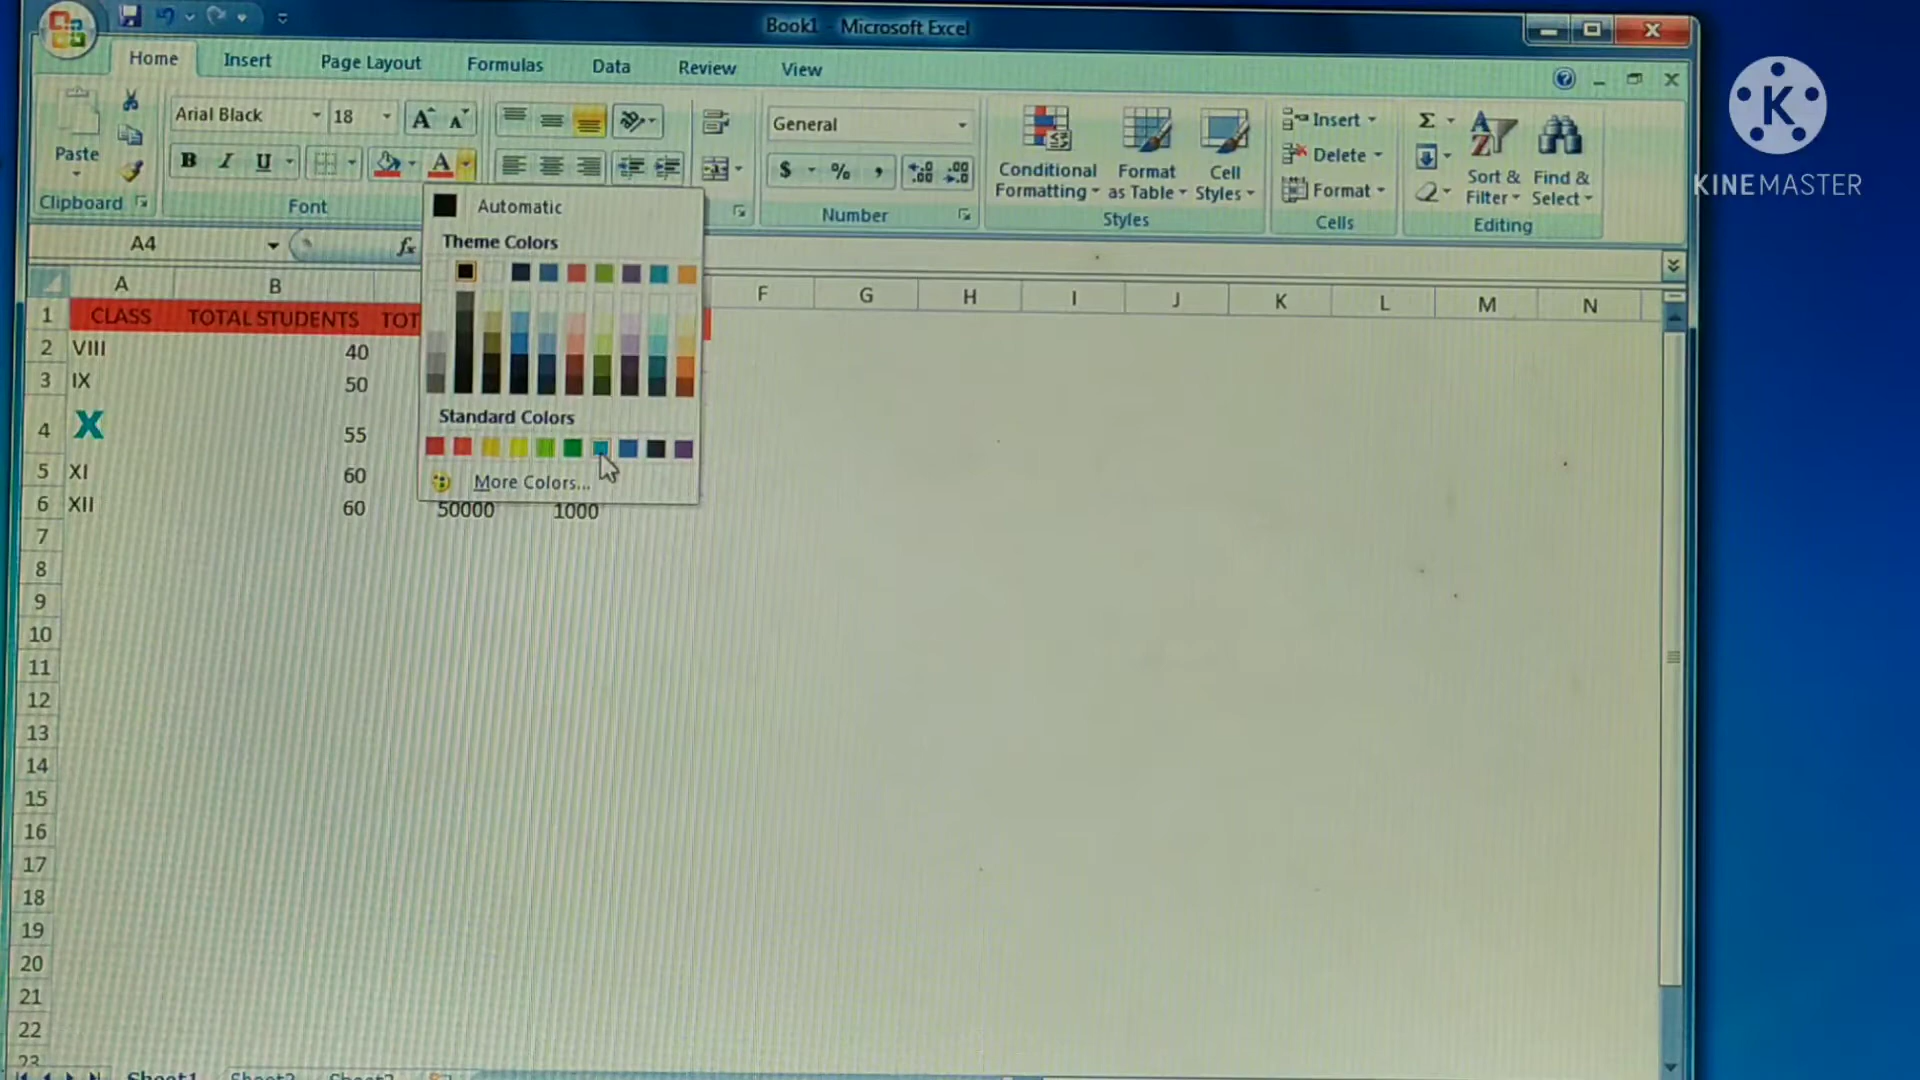 Book1 - Microsoft Excel
Home Insert Page Layout Formulas Data Review View
KINEMASTER
Arial Black 18 General
Paste
B I U A $ % ,
Conditional Formatting Format as Table Cell Styles
Insert
Delete
Format
Σ Sort & Filter Find & Select
Clipboard Font Number Styles Cells Editing
Automatic
A4 fx
Theme Colors
A B F G H I J K L M N
1 CLASS TOTAL STUDENTS TOT
2 VIII 40
3 IX 50
Standard Colors
4 X 55
5 XI 60
More Colors...
6 XII 60 50000 1000
7
8
9
10
11
12
13
14
15
16
17
18
19
20
21
22
23
Sheet1 Sheet2 Sheet3